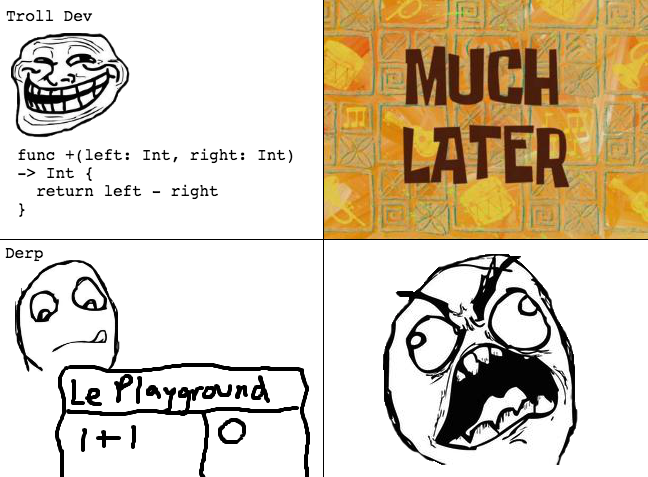 Troll Dev
func +(left: Int, right: Int)
-> Int {
  return left - right
}
MUCH
LATER
Derp
Le Playground
1+1
0